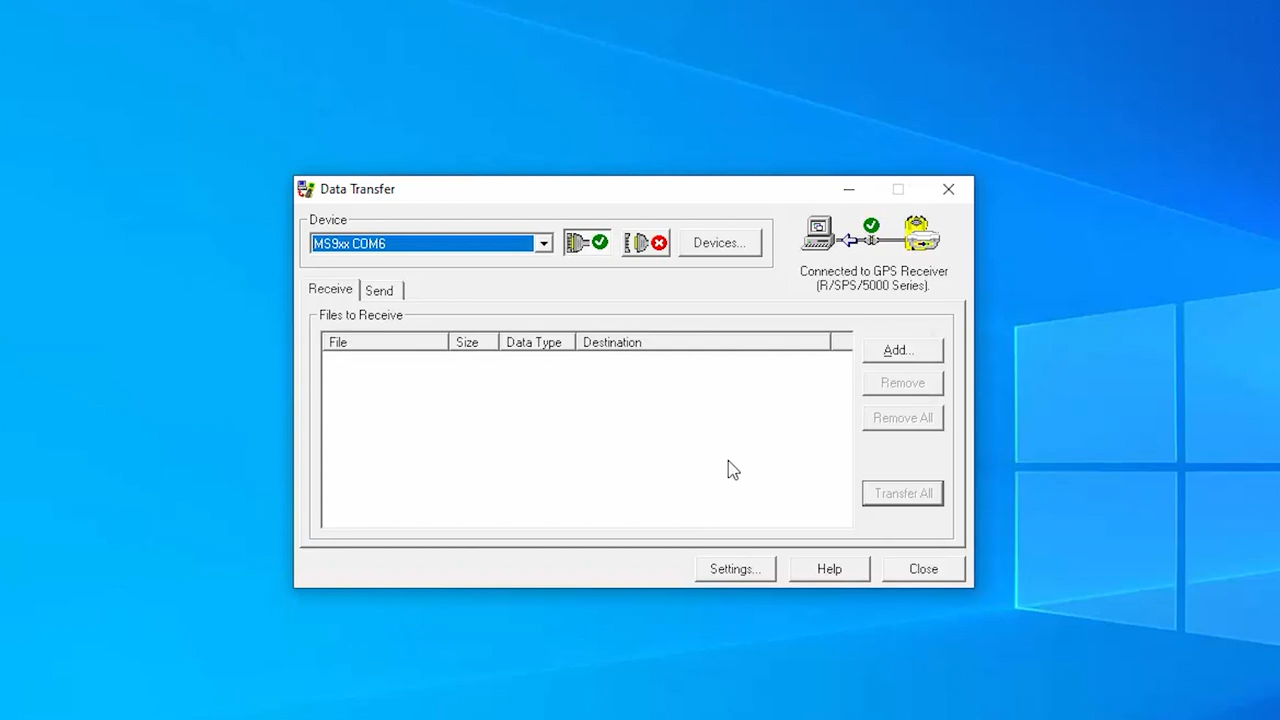 Data Transfer
Device
MS9xx COM6
Devices...
Connected to GPS Receiver
(R/SPS/5000 Series).
Receive
Send
Files to Receive
File
Size
Data Type
Destination
Add...
Remove
Remove All
Transfer All
Settings...
Help
Close